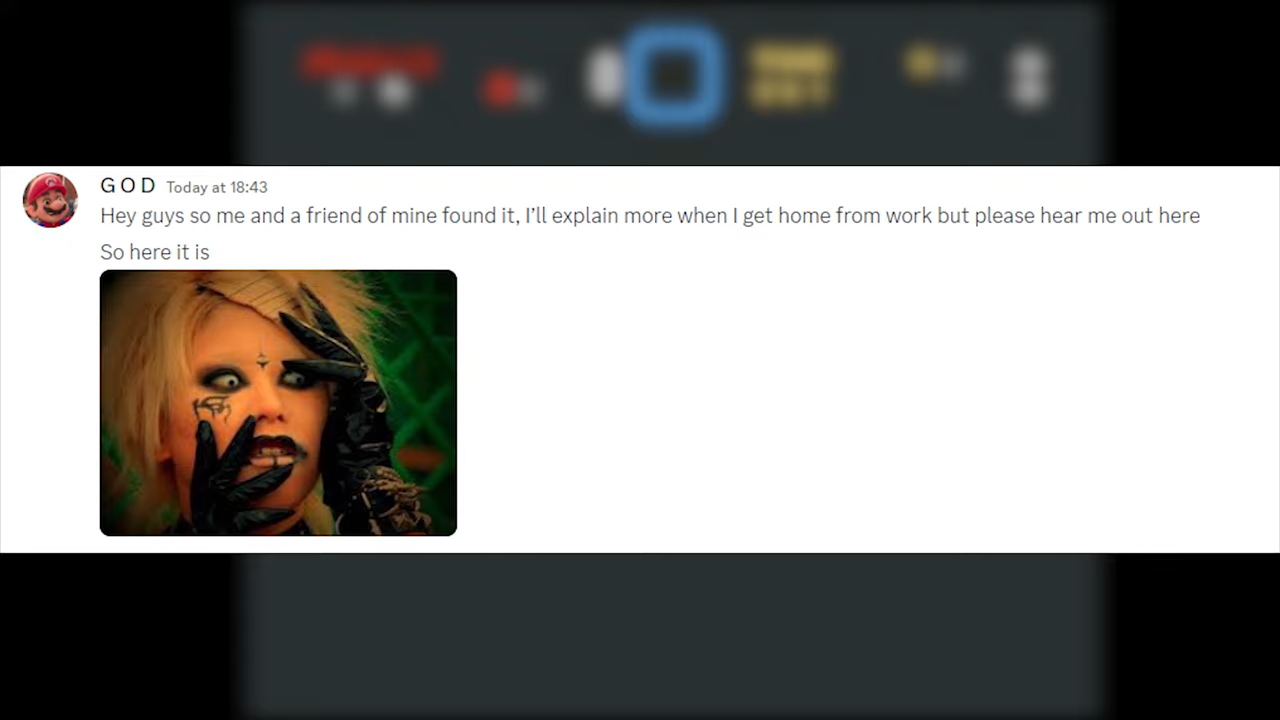 G O D Today at 18:43
Hey guys so me and a friend of mine found it, I'll explain more when I get home from work but please hear me out here
So here it is